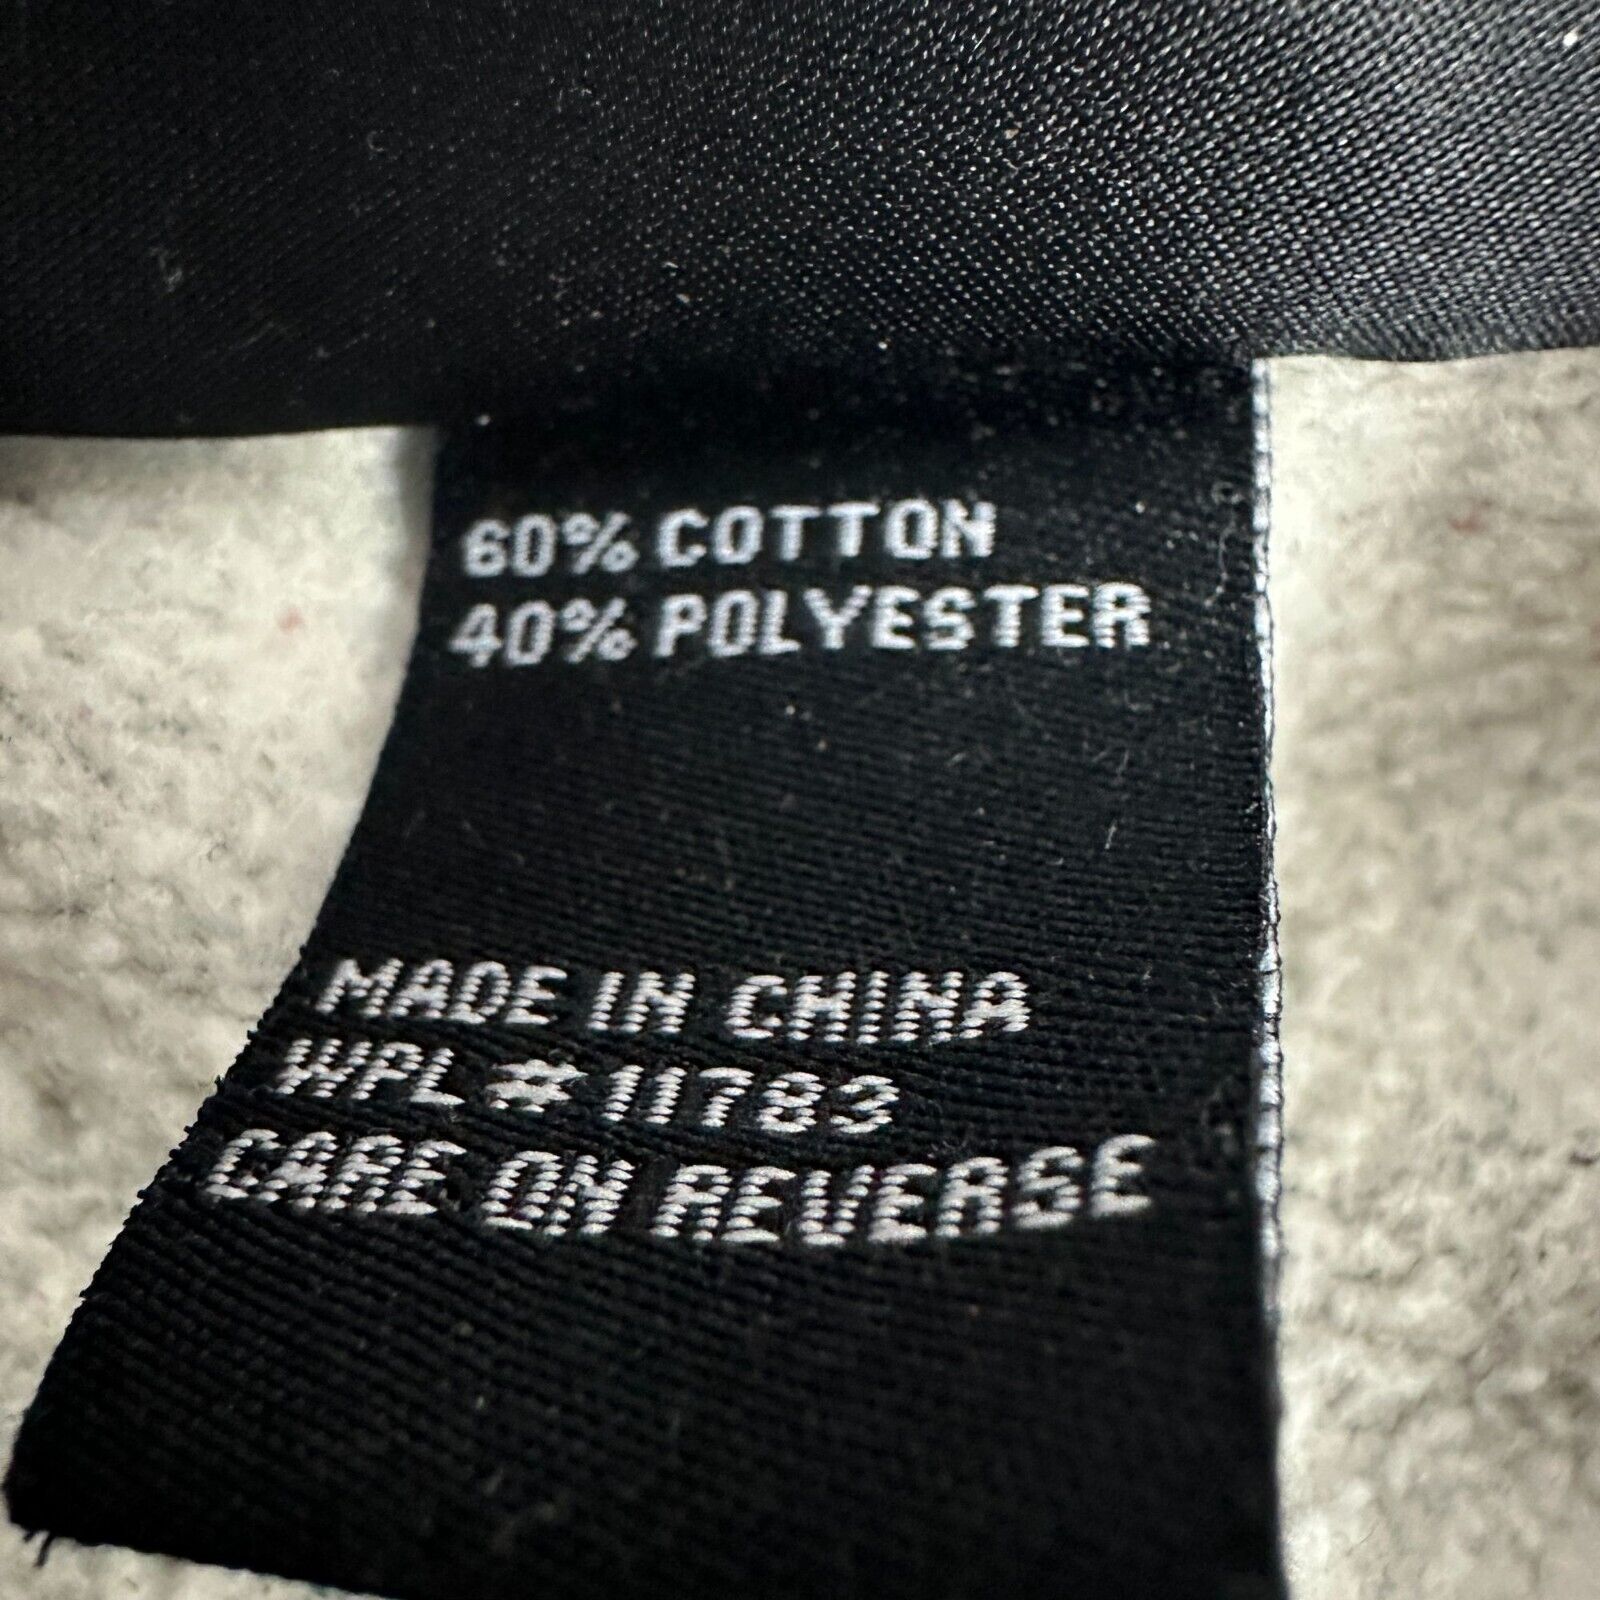 60% COTTON
40% POLYESTER
MADE IN CHINA
WPL # 11783
CARE ON REVERSE